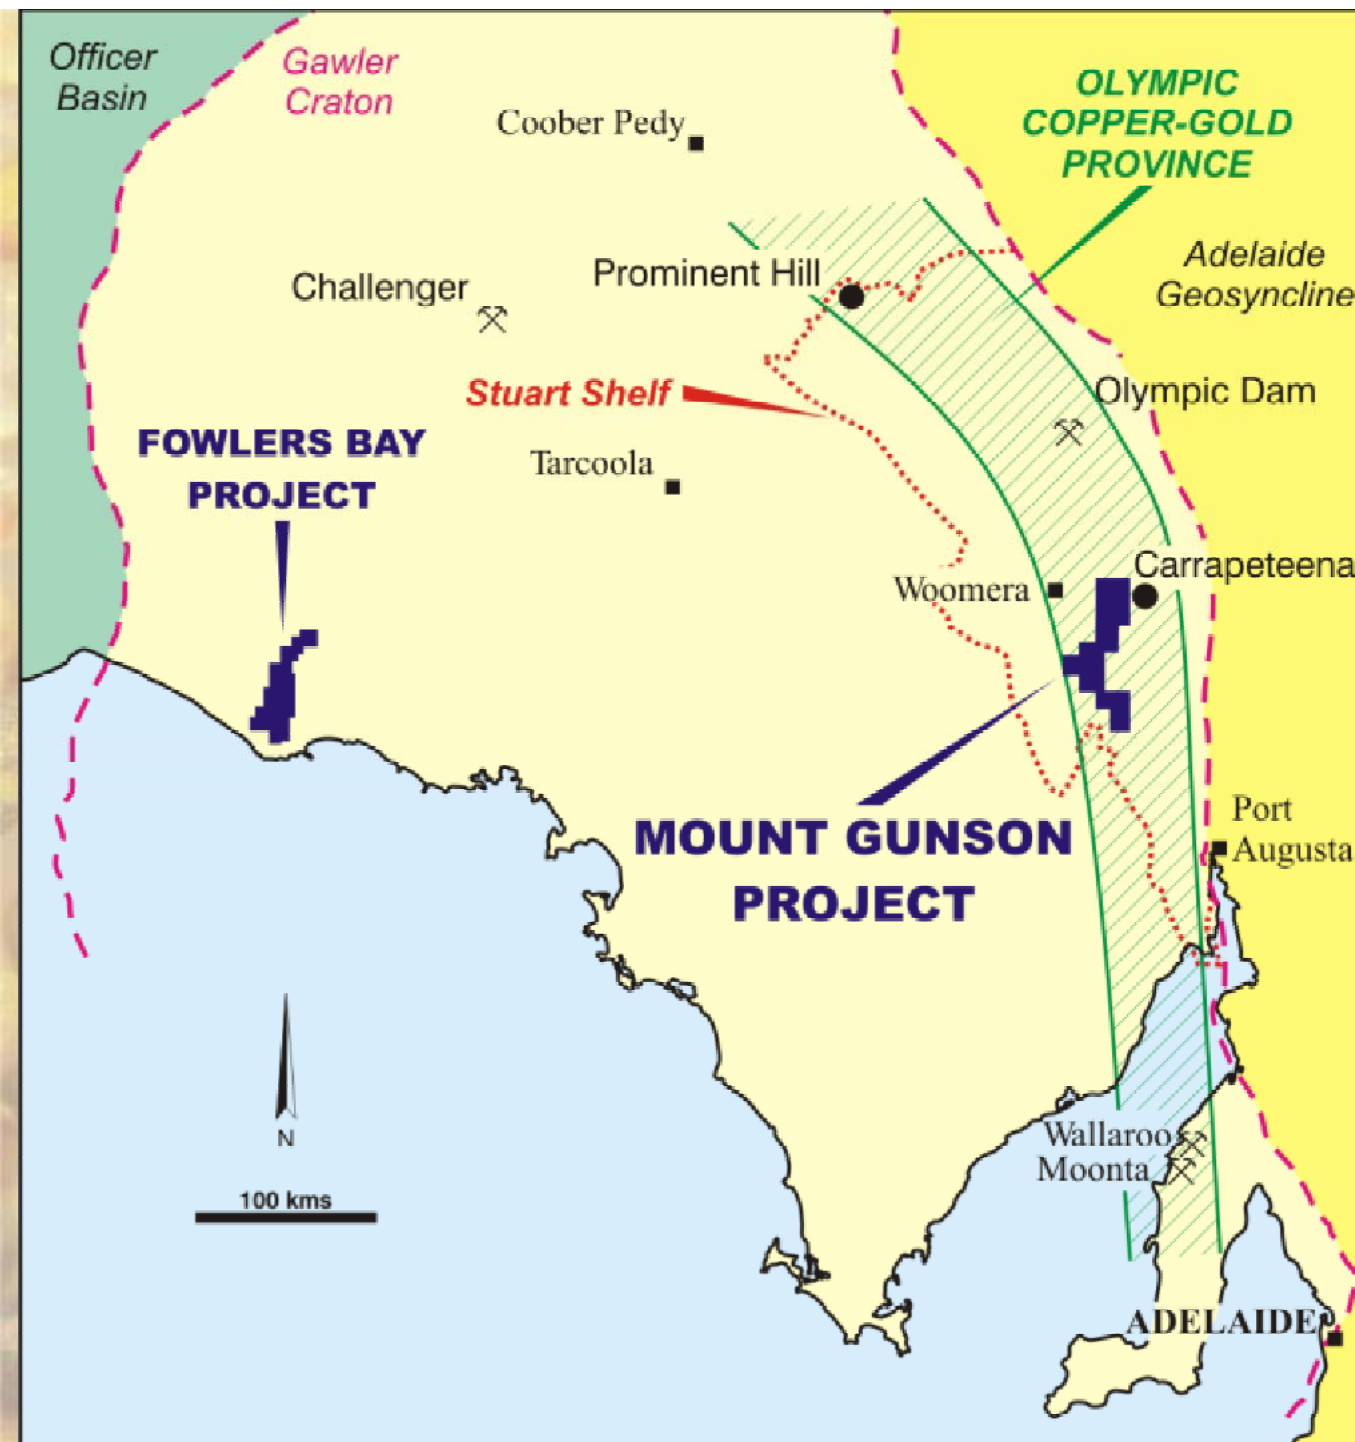 Officer
Basin
Gawler
Craton
Coober Pedy
OLYMPIC
COPPER-GOLD
PROVINCE
Adelaide
Geosyncline
Prominent Hill
Challenger
Stuart Shelf
Olympic Dam
FOWLERS BAY
PROJECT
Tarcoola
Carrapeteena
Woomera
MOUNT GUNSON
PROJECT
Port
Augusta
N
100 kms
Wallaroo
Moonta
ADELAIDE